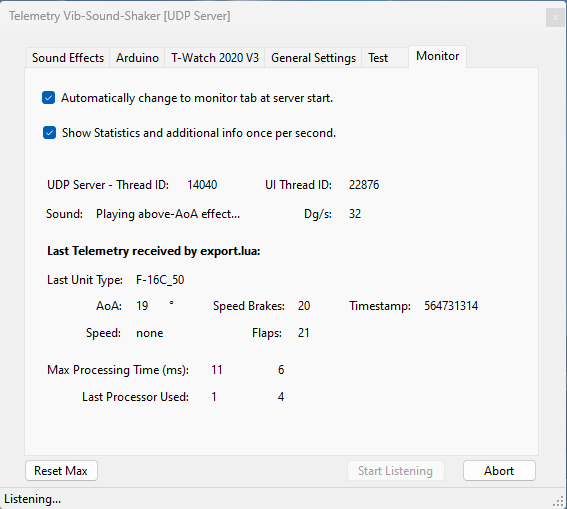 Telemetry Vib-Sound-Shaker [UDP Server]
Sound Effects Arduino T-Watch 2020 V3 General Settings Test Monitor
Automatically change to monitor tab at server start.
Show Statistics and additional info once per second.
UDP Server - Thread ID: 14040 UI Thread ID: 22876
Sound: Playing above-AoA effect... Dg/s: 32
Last Telemetry received by export.lua:
Last Unit Type: F-16C_50
AoA: 19 ° Speed Brakes: 20 Timestamp: 564731314
Speed: none Flaps: 21
Max Processing Time (ms): 11 6
Last Processor Used: 1 4
Reset Max Start Listening Abort
Listening...